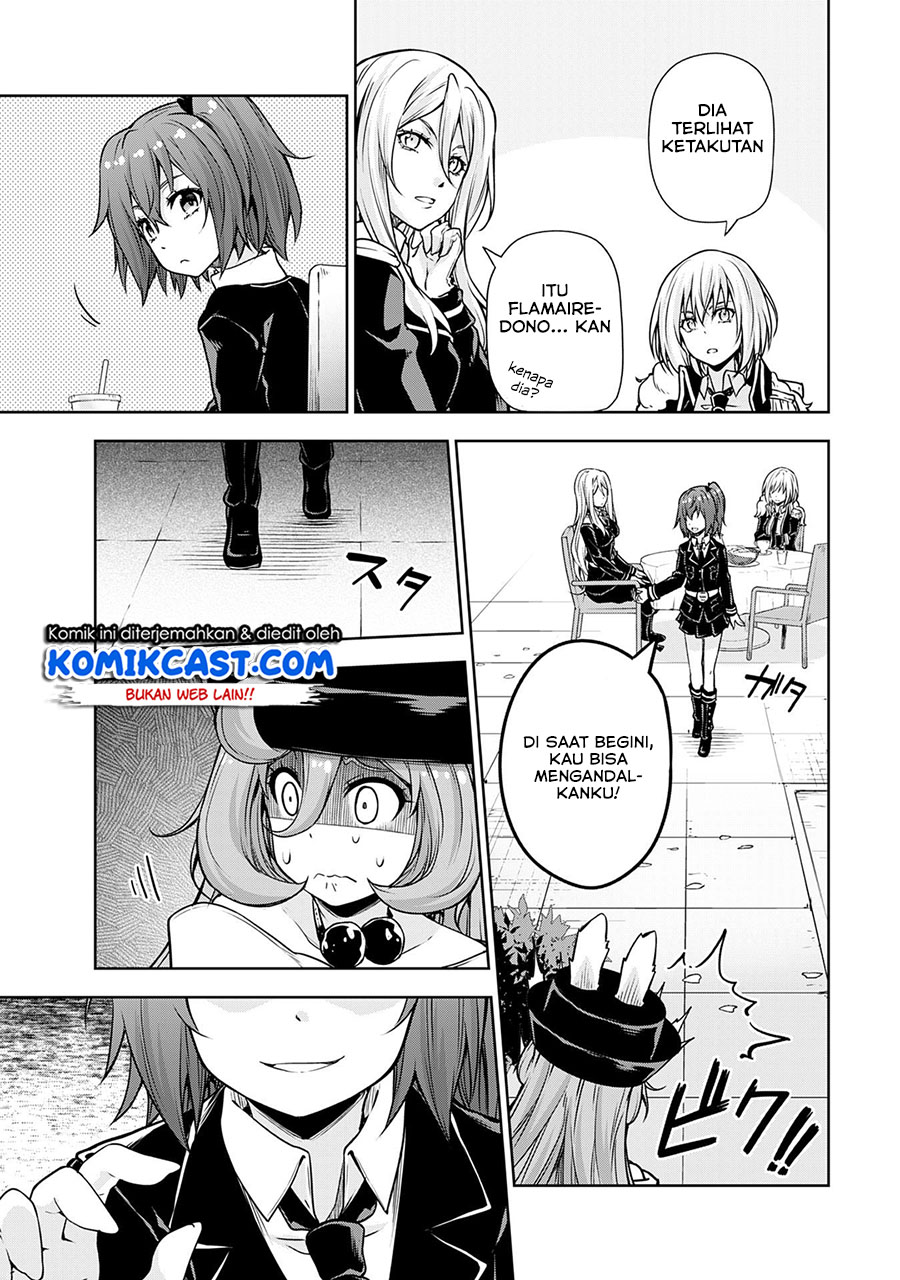 DIA
TERLIHAT
KETAKUTAN
ITU
FLAMAIRE-
DONO... KAN
kenapa
dia?
DI SAAT BEGINI,
KAU BISA
MENGANDAL-
KANKU!
ガタ
ビクッ!!
スタ
Komik ini diterjemahkan & diedit oleh
KOMIKCAST.COM
BUKAN WEB LAIN!!